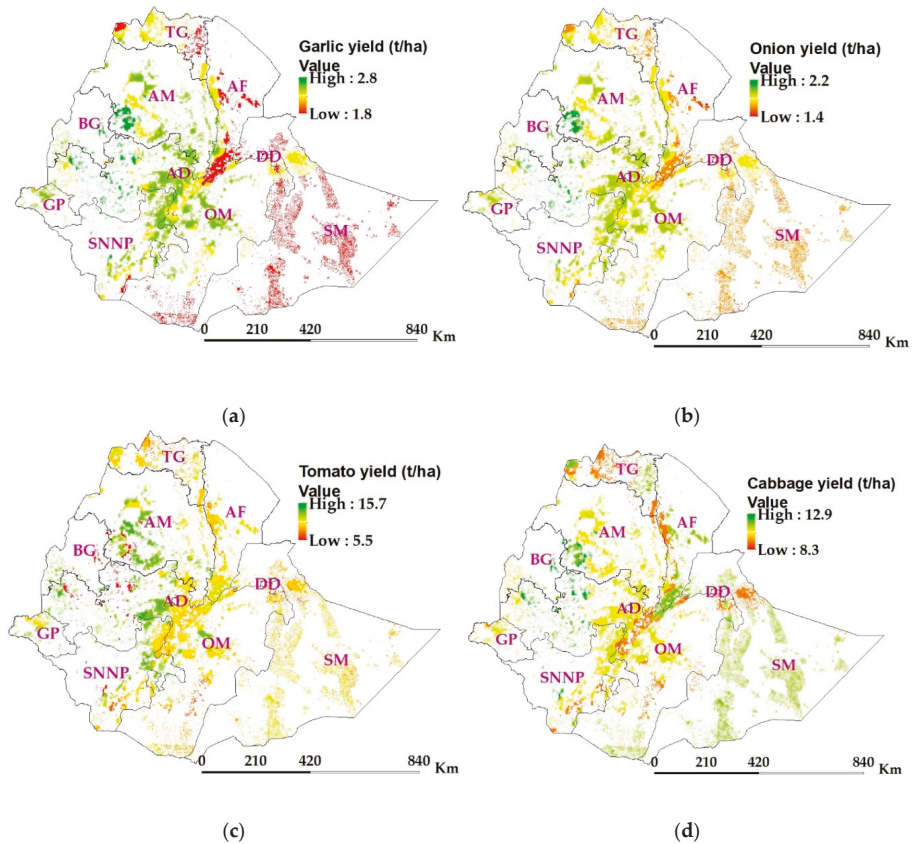 Garlic yield (t/ha)
Value
High : 2.8
Low : 1.8
TG
AF
AM
BG
DD
AD
GP
OM
SNNP
SM
0 210 420 840 Km
(a)
Onion yield (t/ha)
Value
High : 2.2
Low : 1.4
TG
AF
AM
BG
DD
AD
GP
OM
SNNP
SM
0 210 420 840 Km
(b)
Tomato yield (t/ha)
Value
High : 15.7
Low : 5.5
TG
AF
AM
BG
DD
AD
GP
OM
SNNP
SM
0 210 420 840 Km
(c)
Cabbage yield (t/ha)
Value
High : 12.9
Low : 8.3
TG
AF
AM
BG
DD
AD
GP
OM
SNNP
SM
0 210 420 840 Km
(d)